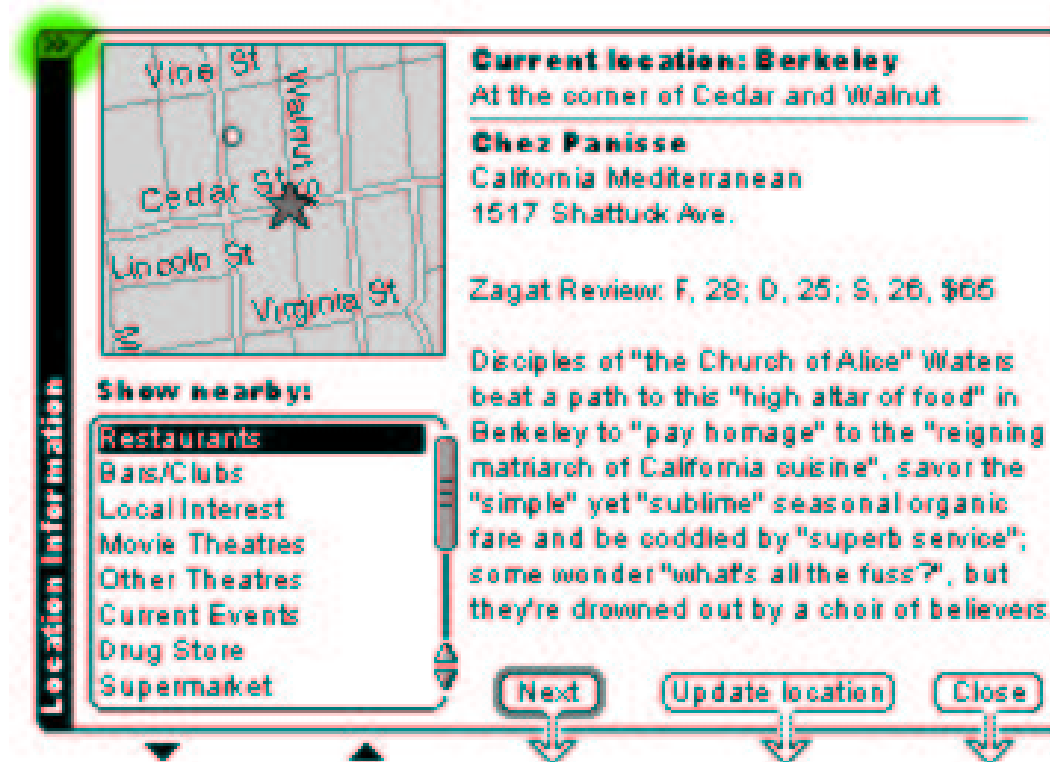 >>
Location Information
Vine St
Walnut S
Cedar St
Lincoln St
Virginia St
Current location: Berkeley
At the corner of Cedar and Walnut
Chez Panisse
California Mediterranean
1517 Shattuck Ave.
Zagat Review: F, 28; D, 25; S, 26, $65
Disciples of "the Church of Alice" Waters
beat a path to this "high altar of food" in
Berkeley to "pay homage" to the "reigning
matriarch of California cuisine", savor the
"simple" yet "sublime" seasonal organic
fare and be coddled by "superb service";
some wonder "what's all the fuss?", but
they're drowned out by a choir of believers
Show nearby:
Restaurants
Bars/Clubs
Local Interest
Movie Theatres
Other Theatres
Current Events
Drug Store
Supermarket
Next
Update location
Close